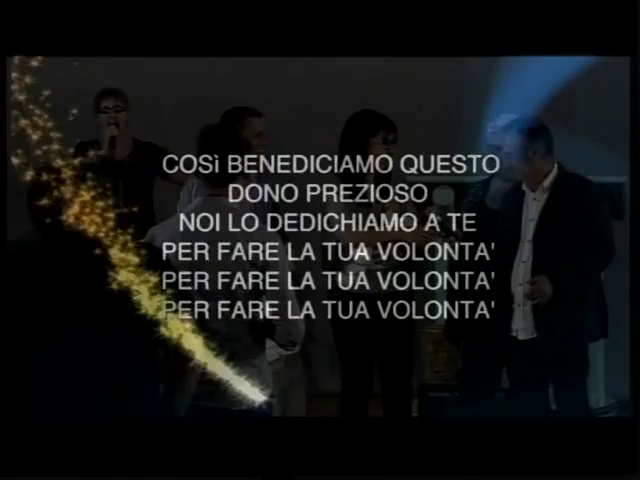 COSì BENEDICIAMO QUESTO
DONO PREZIOSO
NOI LO DEDICHIAMO A TE
PER FARE LA TUA VOLONTA'
PER FARE LA TUA VOLONTA'
PER FARE LA TUA VOLONTA'